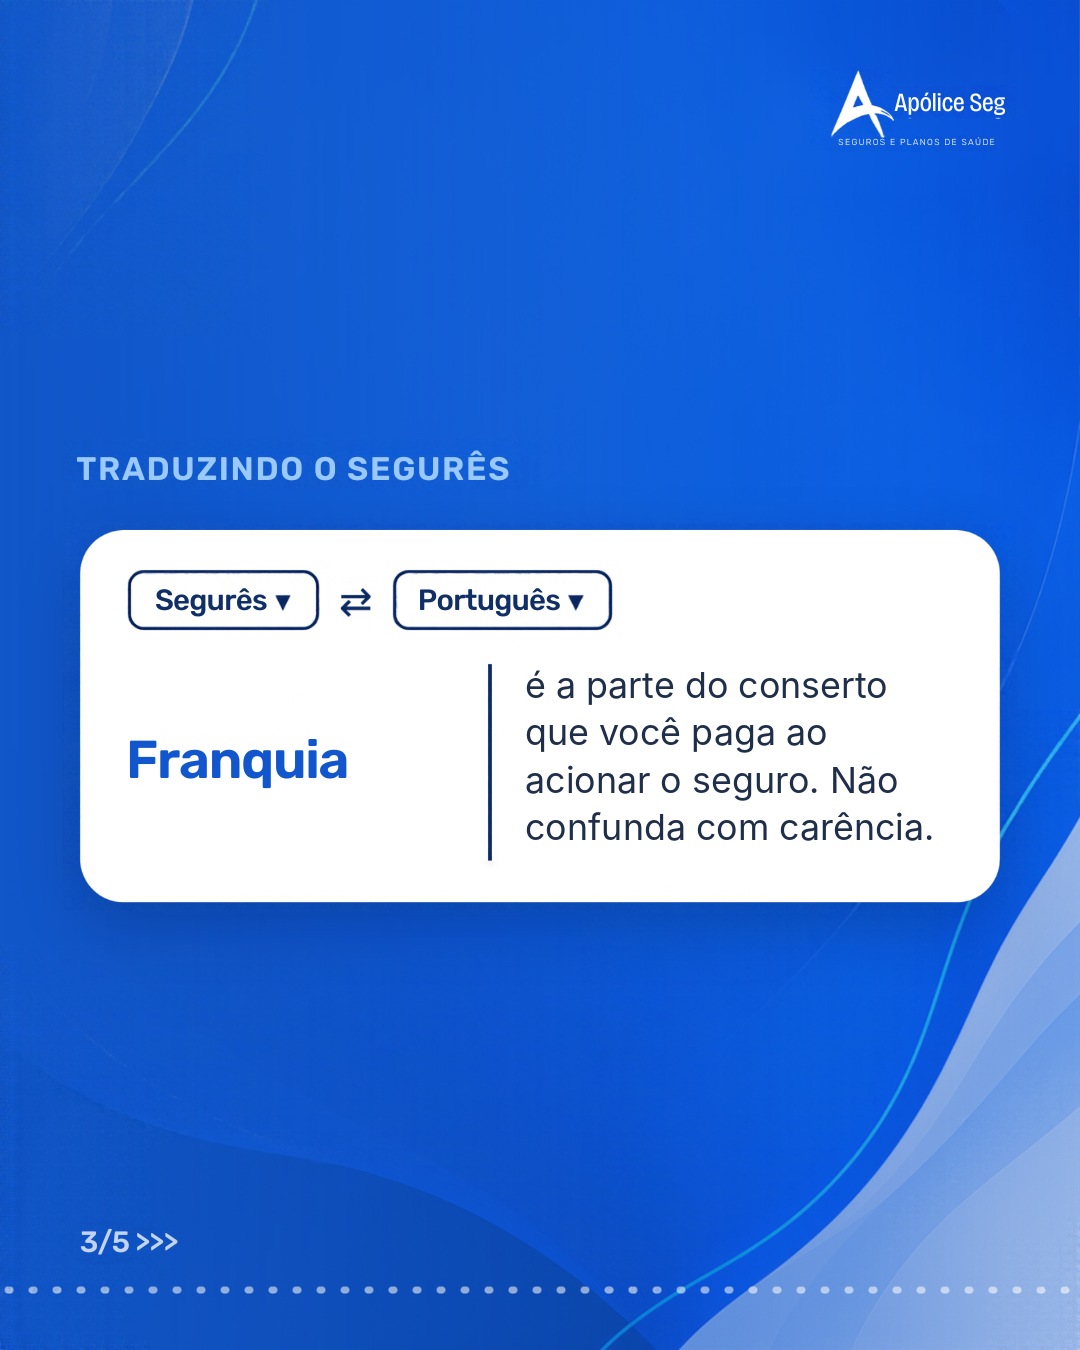 Apólice Seg
SEGUROS E PLANOS DE SAÚDE
TRADUZINDO O SEGURÊS
Segurês ▼ ⇄ Português ▼
Franquia
é a parte do conserto
que você paga ao
acionar o seguro. Não
confunda com carência.
3/5 >>>